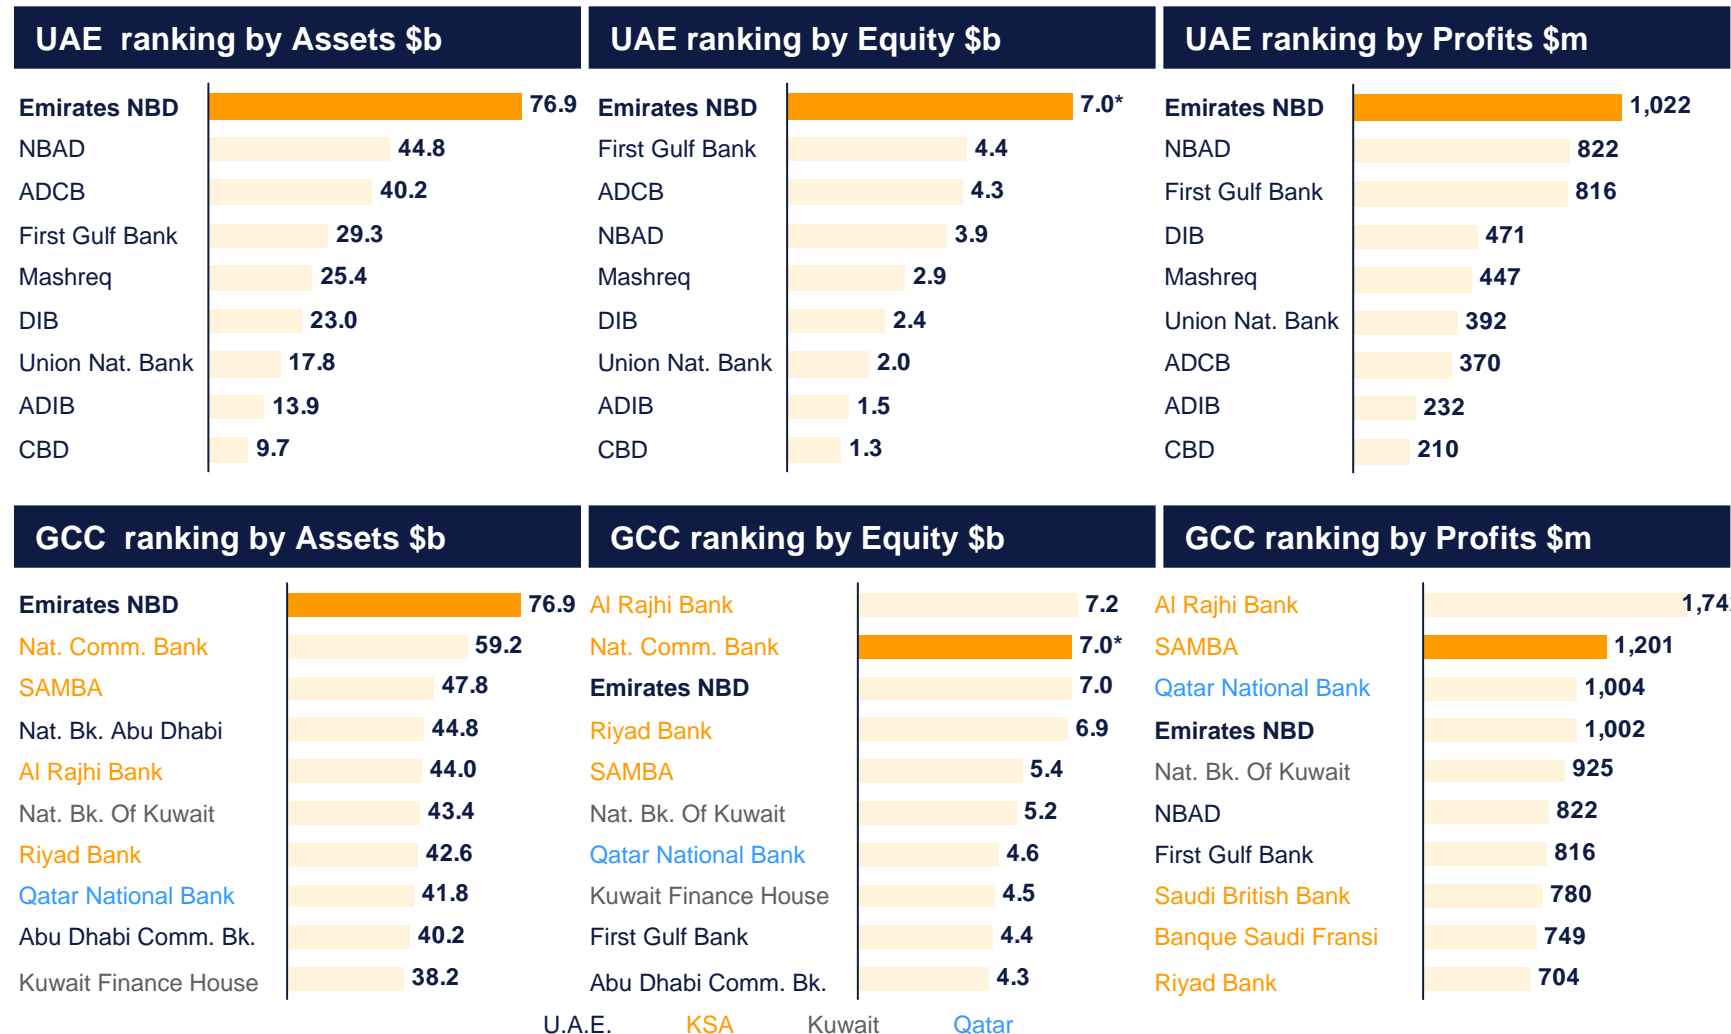 UAE ranking by Assets $b
Emirates NBD 76.9
NBAD 44.8
ADCB 40.2
First Gulf Bank 29.3
Mashreq 25.4
DIB 23.0
Union Nat. Bank 17.8
ADIB 13.9
CBD 9.7
UAE ranking by Equity $b
Emirates NBD 7.0*
First Gulf Bank 4.4
ADCB 4.3
NBAD 3.9
Mashreq 2.9
DIB 2.4
Union Nat. Bank 2.0
ADIB 1.5
CBD 1.3
UAE ranking by Profits $m
Emirates NBD 1,022
NBAD 822
First Gulf Bank 816
DIB 471
Mashreq 447
Union Nat. Bank 392
ADCB 370
ADIB 232
CBD 210
GCC ranking by Assets $b
Emirates NBD 76.9
Nat. Comm. Bank 59.2
SAMBA 47.8
Nat. Bk. Abu Dhabi 44.8
Al Rajhi Bank 44.0
Nat. Bk. Of Kuwait 43.4
Riyad Bank 42.6
Qatar National Bank 41.8
Abu Dhabi Comm. Bk. 40.2
Kuwait Finance House 38.2
GCC ranking by Equity $b
Al Rajhi Bank 7.2
Nat. Comm. Bank 7.0*
Emirates NBD 7.0
Riyad Bank 6.9
SAMBA 5.4
Nat. Bk. Of Kuwait 5.2
Qatar National Bank 4.6
Kuwait Finance House 4.5
First Gulf Bank 4.4
Abu Dhabi Comm. Bk. 4.3
GCC ranking by Profits $m
Al Rajhi Bank
SAMBA 1,201
Qatar National Bank 1,004
Emirates NBD 1,002
Nat. Bk. Of Kuwait 925
NBAD 822
First Gulf Bank 816
Saudi British Bank 780
Banque Saudi Fransi 749
Riyad Bank 704
U.A.E. KSA Kuwait Qatar